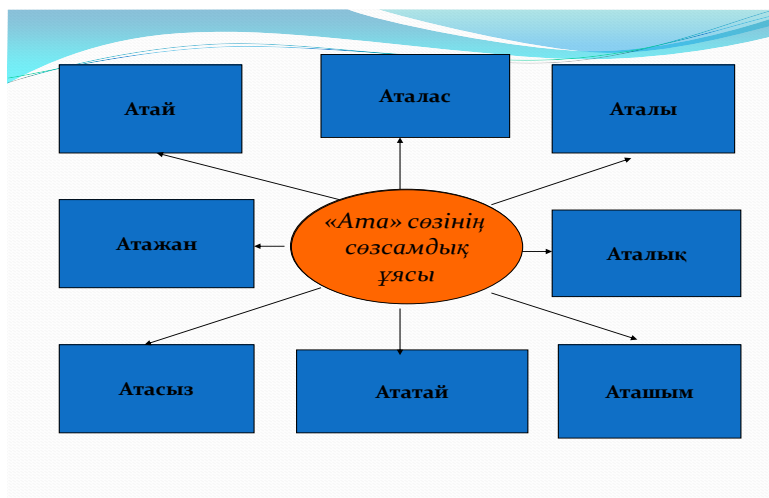 Атай
Аталас
Аталы
Атажан
«Ата» сөзінің
сөзсамдық
ұясы
Аталық
Атасыз
Ататай
Аташым